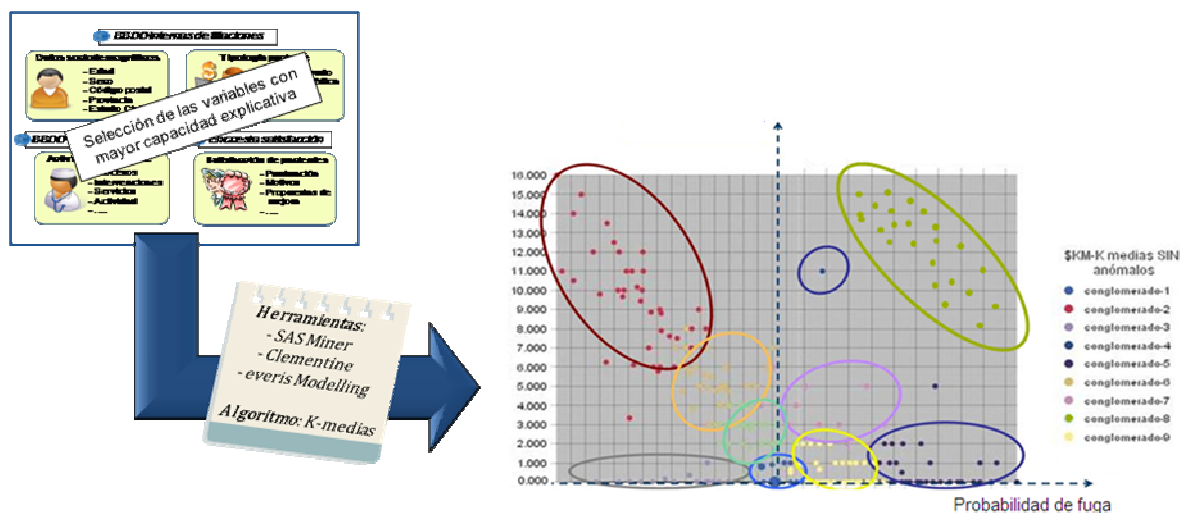 BBDD internas de filiaciones
Datos sociodemográficos
- Edad
- Sexo
- Código postal
- Provincia
Selección de las variables con
mayor capacidad explicativa
Encuesta satisfacción
- Intervenciones
- Servicios
- Actividad
- ....
- Puntuación
- Motivos
- Propuestas de
mejora
- ....
Herramientas:
- SAS Miner
- Clementine
- everis Modelling
Algoritmo: K-medias
16.000
15.000
14.000
13.000
12.000
11.000
10.000
9.000
8.000
7.000
6.000
5.000
4.000
3.000
2.000
1.000
0.000
Probabilidad de fuga
$KM-K medias SIN
anómalos
conglomerado-1
conglomerado-2
conglomerado-3
conglomerado-4
conglomerado-5
conglomerado-6
conglomerado-7
conglomerado-8
conglomerado-9